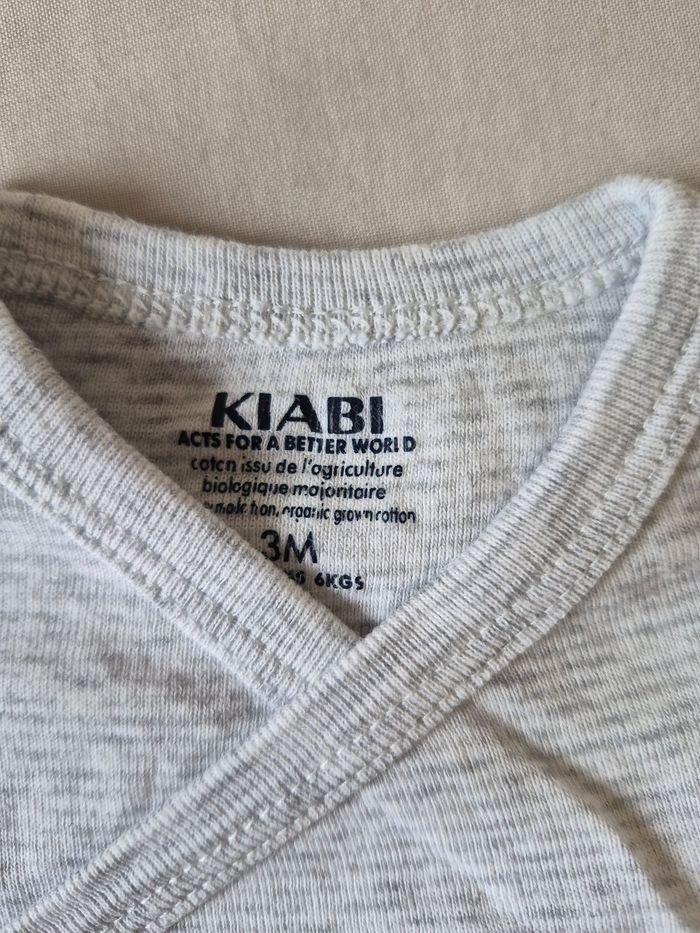 KIABI
ACTS FOR A BETTER WORLD
coton issu de l'agriculture
biologique majoritaire
organic grown cotton
3M
6KGS